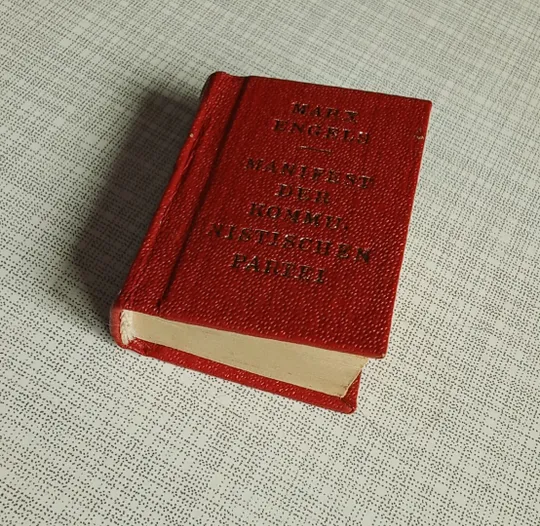 MARX
ENGELS
MANIFEST
DER
KOMMU-
NISTISCHEN
PARTEI